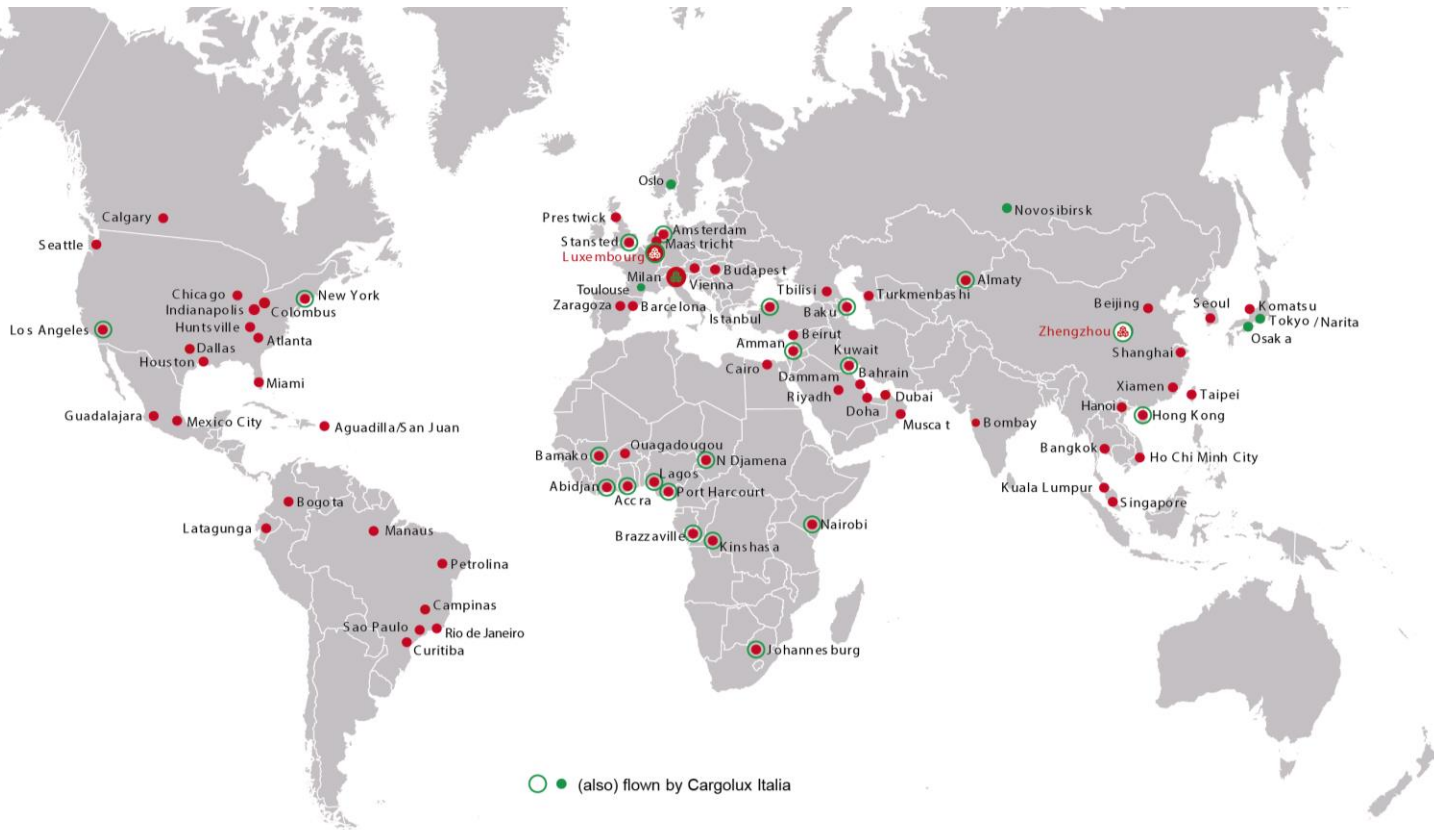 Oslo
Novosibirsk
Calgary
Prestwick
Amsterdam
Seattle
Stansted
Maastricht
Luxembourg
Milan
Vienna
Budapest
Toulouse
Zaragoza
Barcelona
Istanbul
Tbilisi
Baku
Turkmenbashi
Almaty
Chicago
New York
Indianapolis
Colombus
Huntsville
Los Angeles
Atlanta
Dallas
Houston
Miami
Guadalajara
Mexico City
Aguadilla/San Juan
Beijing
Seoul
Komatsu
Tokyo /Narita
Osaka
Zhengzhou
Shanghai
Xiamen
Taipei
Hanoi
Hong Kong
Beirut
Amman
Kuwait
Cairo
Dammam
Bahrain
Riyadh
Doha
Dubai
Muscat
Bombay
Bangkok
Ho Chi Minh City
Kuala Lumpur
Singapore
Bamako
Ouagadougou
N Djamena
Lagos
Abidjan
Accra
Port Harcourt
Brazzaville
Kinshasa
Nairobi
Johannesburg
Bogota
Latagunga
Manaus
Petrolina
Campinas
Sao Paulo
Rio de Janeiro
Curitiba
(also) flown by Cargolux Italia